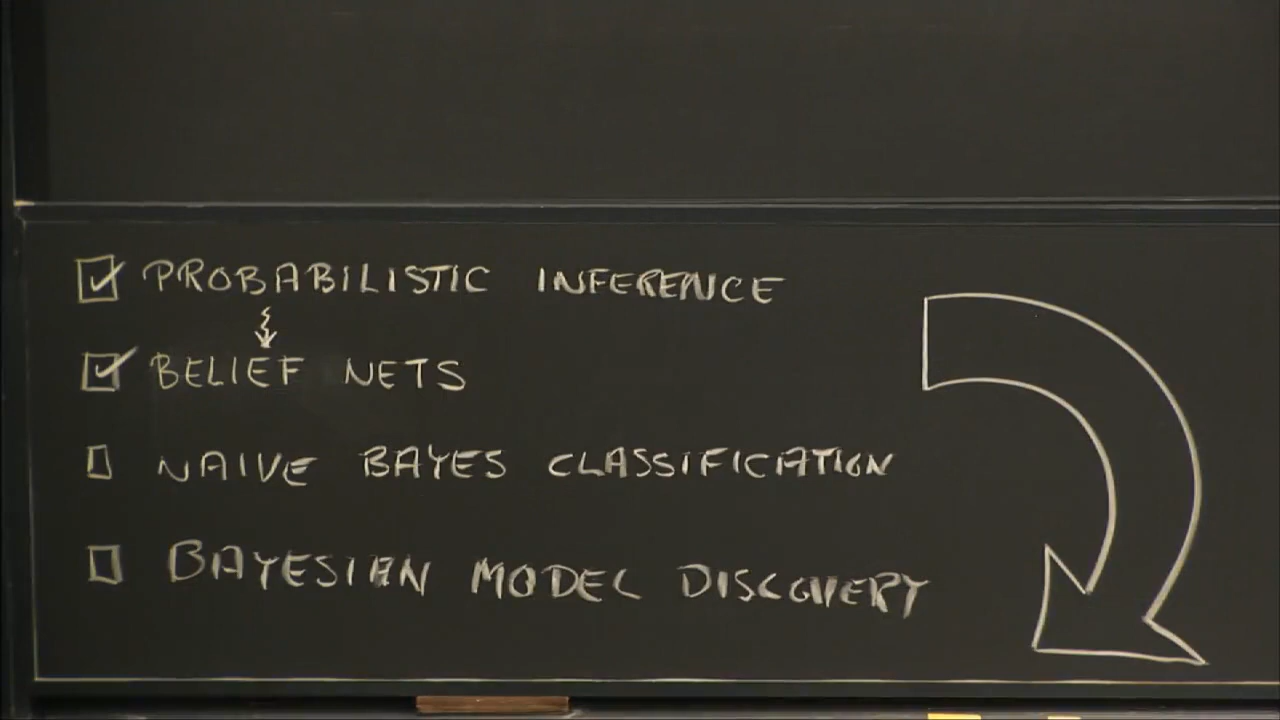 PROBABILISTIC INFERENCE
BELIEF NETS
NAIVE BAYES CLASSIFICATION
BAYESIAN MODEL DISCOVERY